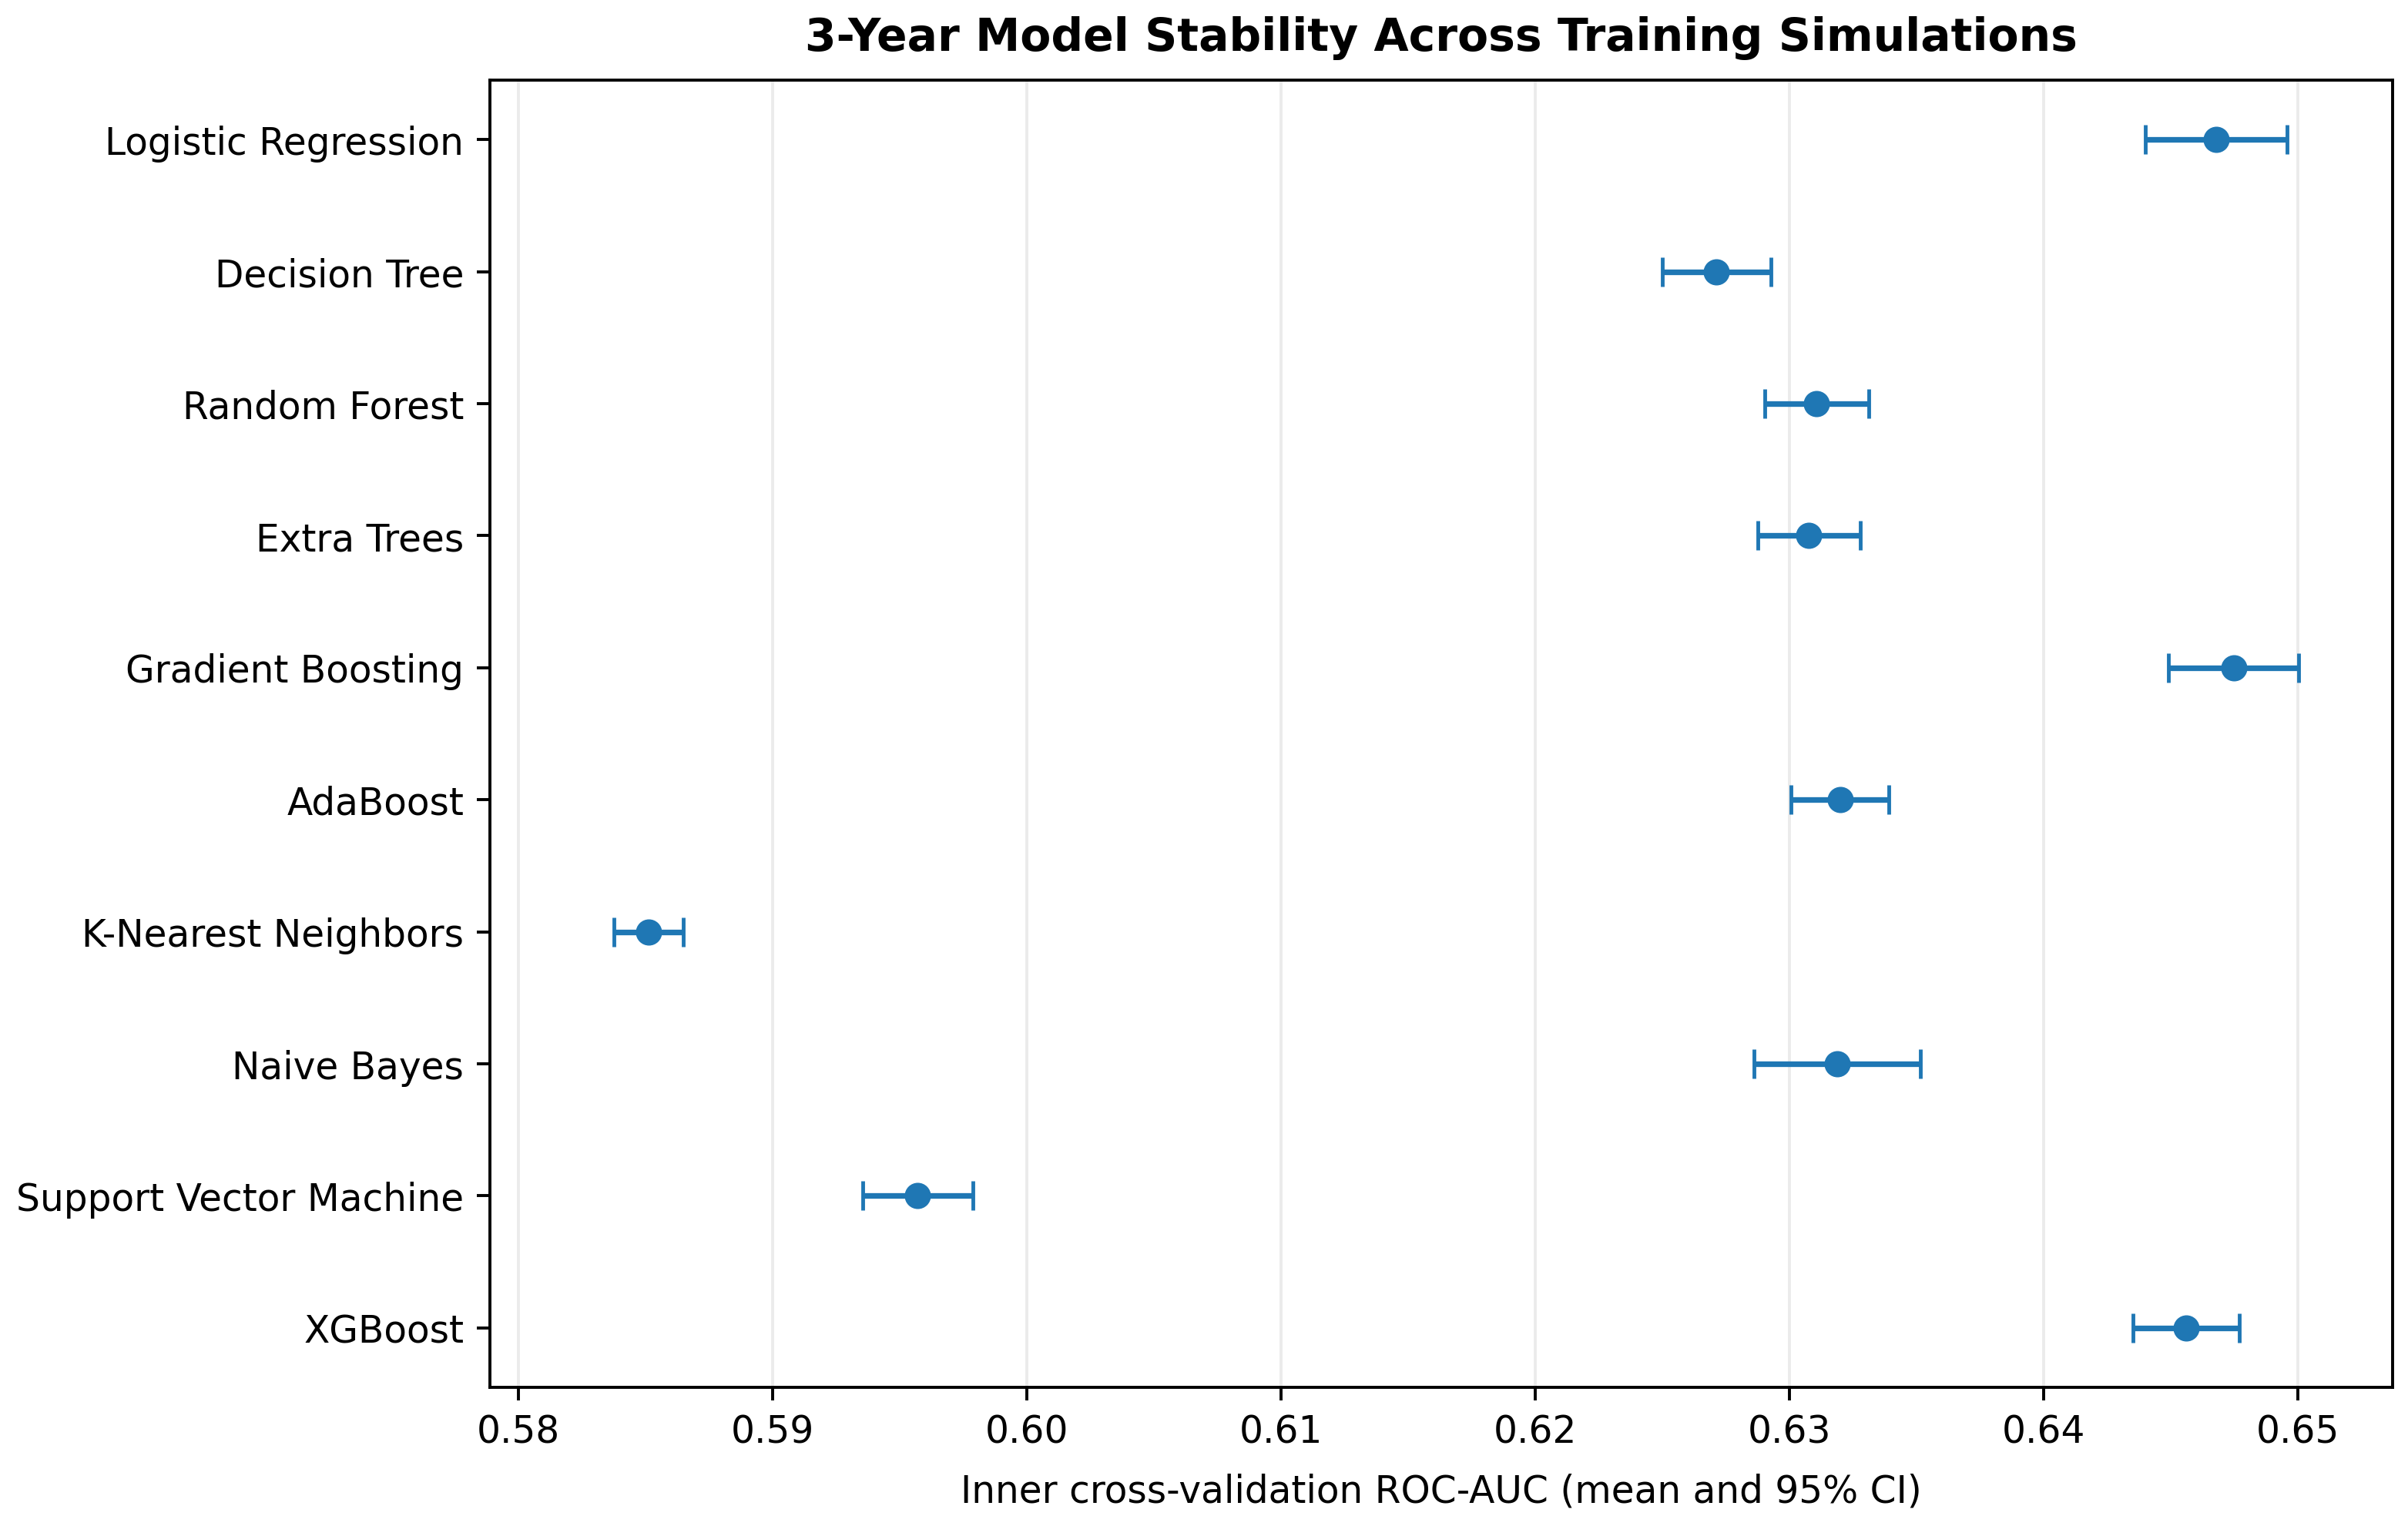 3-Year Model Stability Across Training Simulations
Logistic Regression
Decision Tree
Random Forest
Extra Trees
Gradient Boosting
AdaBoost
K-Nearest Neighbors
Naive Bayes
Support Vector Machine
XGBoost
0.58 0.59 0.60 0.61 0.62 0.63 0.64 0.65
Inner cross-validation ROC-AUC (mean and 95% CI)